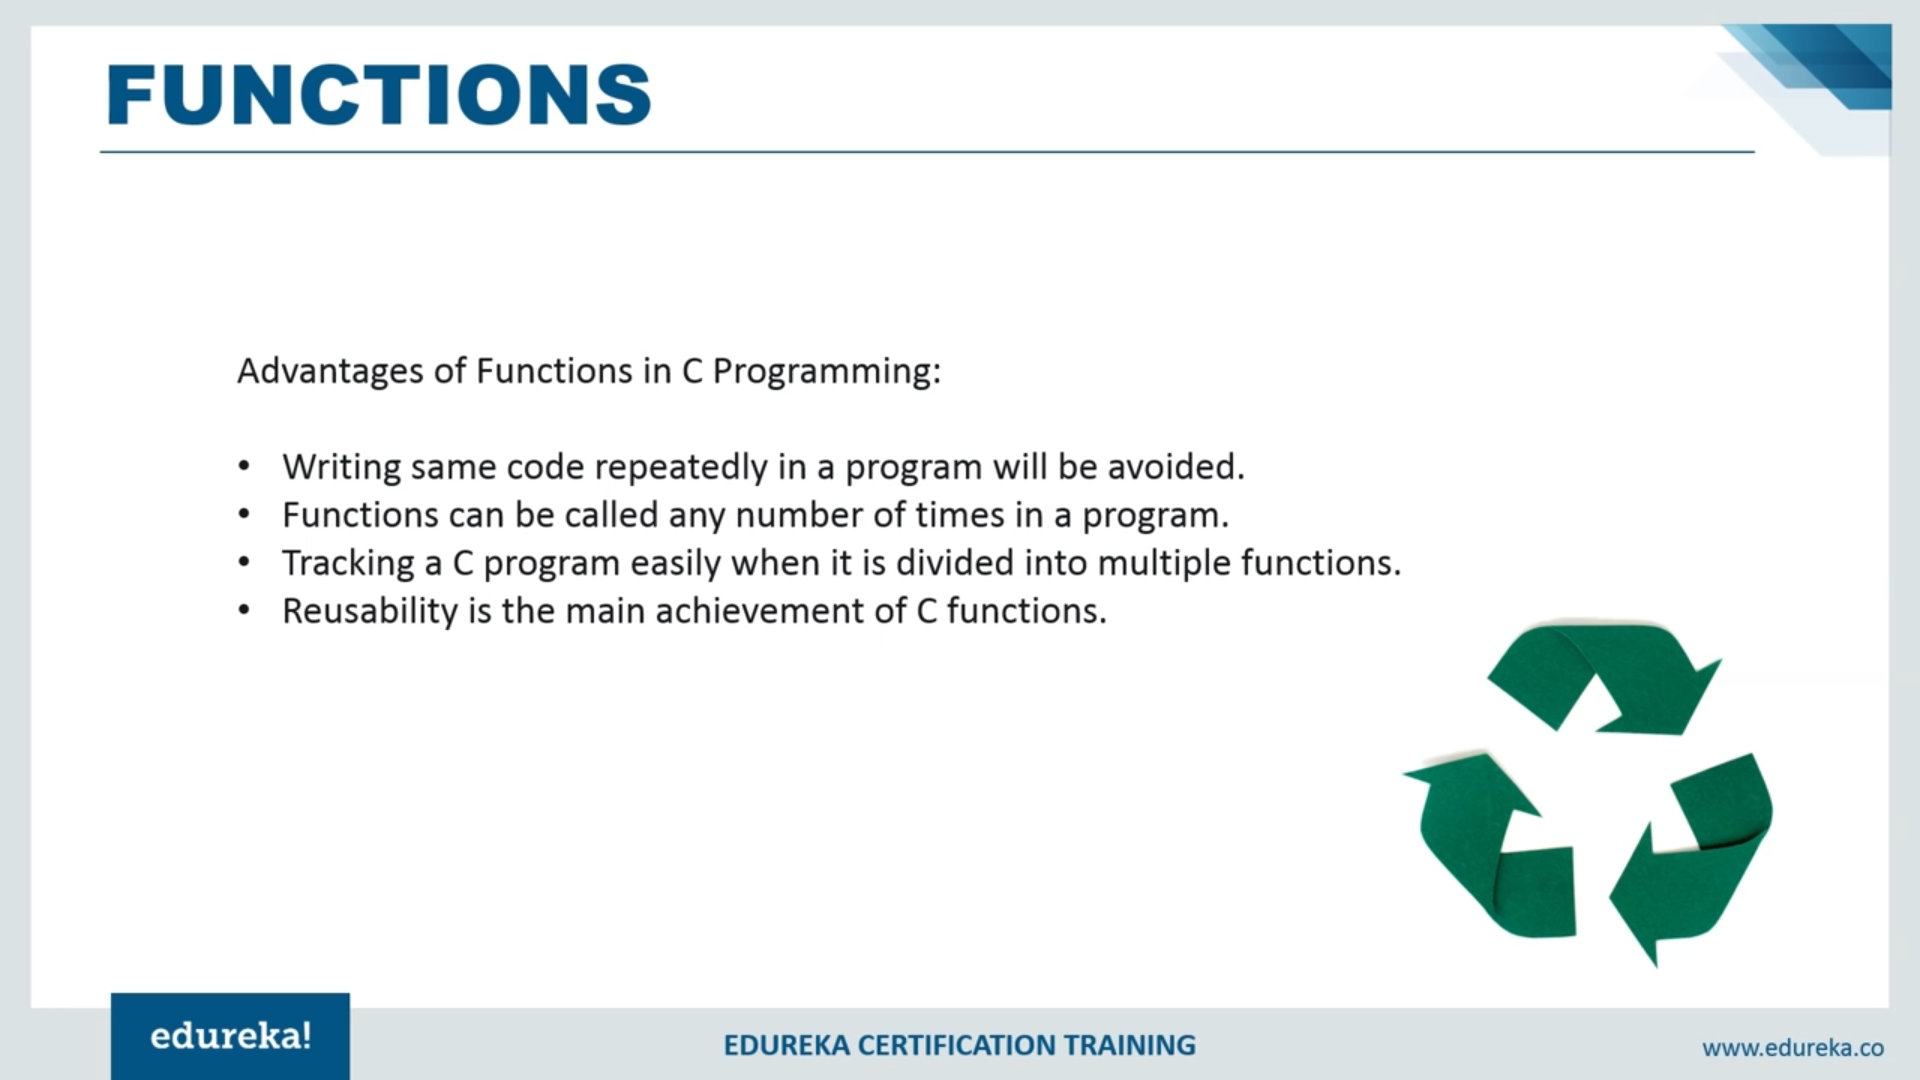 FUNCTIONS
Advantages of Functions in C Programming:
• Writing same code repeatedly in a program will be avoided.
• Functions can be called any number of times in a program.
• Tracking a C program easily when it is divided into multiple functions.
• Reusability is the main achievement of C functions.
edureka!
EDUREKA CERTIFICATION TRAINING
www.edureka.co